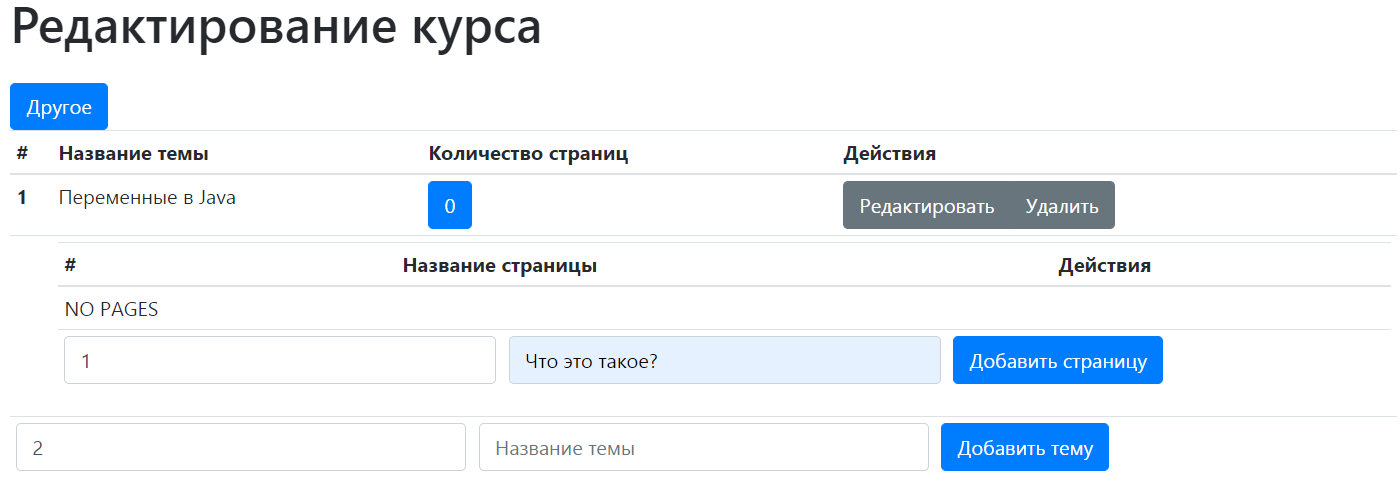 Редактирование курса
Другое
# Название темы Количество страниц Действия
1 Переменные в Java 0 Редактировать Удалить
# Название страницы Действия
NO PAGES
1 Что это такое? Добавить страницу
2 Название темы Добавить тему